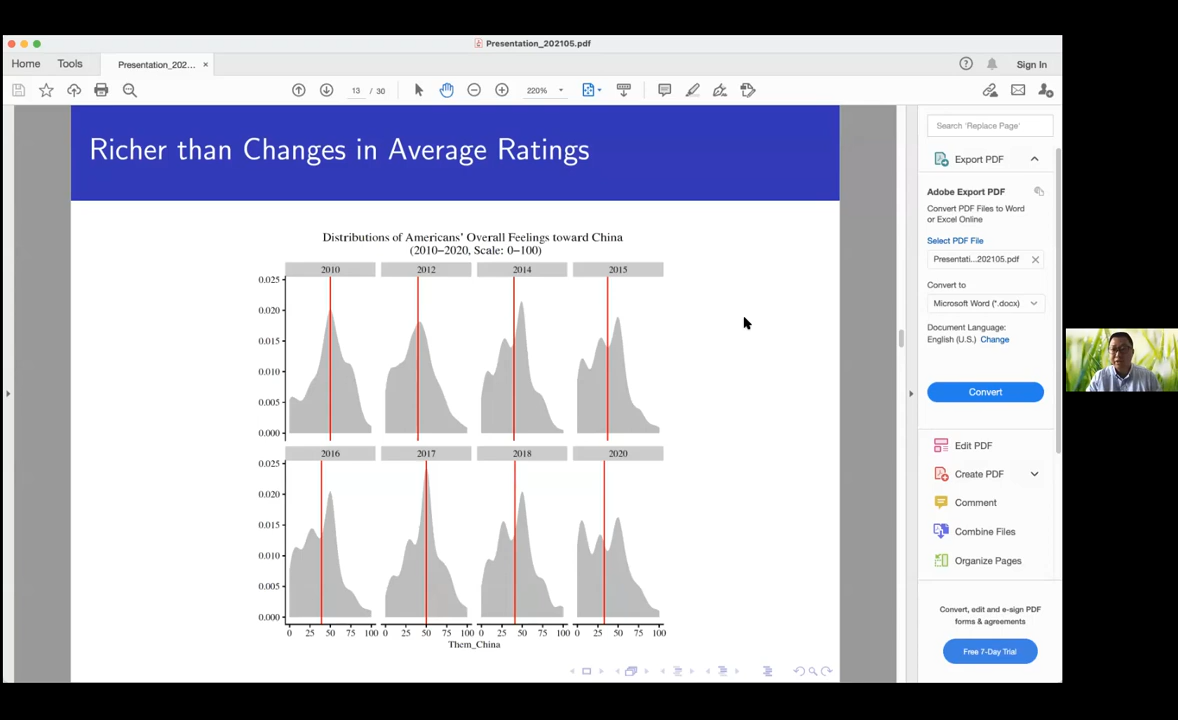 Presentation_202105.pdf
Home Tools Presentation_202... × Sign In
13 / 30 220%
Search 'Replace Page'
Richer than Changes in Average Ratings
Export PDF
Adobe Export PDF
Convert PDF Files to Word
or Excel Online
Select PDF File
Presentati...202105.pdf
Convert to
Microsoft Word (*.docx)
Document Language:
English (U.S.) Change
Convert
Edit PDF
Create PDF
Comment
Combine Files
Organize Pages
Convert, edit and e-sign PDF
forms & agreements
Free 7-Day Trial
Distributions of Americans' Overall Feelings toward China
(2010–2020, Scale: 0–100)
2010 2012 2014 2015
0.025
0.020
0.015
0.010
0.005
0.000
2016 2017 2018 2020
0.025
0.020
0.015
0.010
0.005
0.000
0 25 50 75 100 0 25 50 75 100 0 25 50 75 100 0 25 50 75 100
Them_China